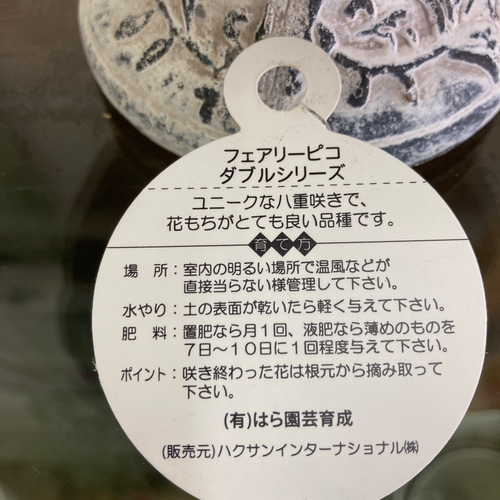 フェアリーピコ
ダブルシリーズ
ユニークな八重咲きで、
花もちがとても良い品種です。
育て方
場 所：室内の明るい場所で温風などが
直接当らない様管理して下さい。
水やり：土の表面が乾いたら軽く与えて下さい。
肥 料：置肥なら月1回、液肥なら薄めのものを
7日〜10日に1回程度与えて下さい。
ポイント：咲き終わった花は根元から摘み取って
下さい。
(有)はら園芸育成
(販売元)ハクサンインターナショナル㈱